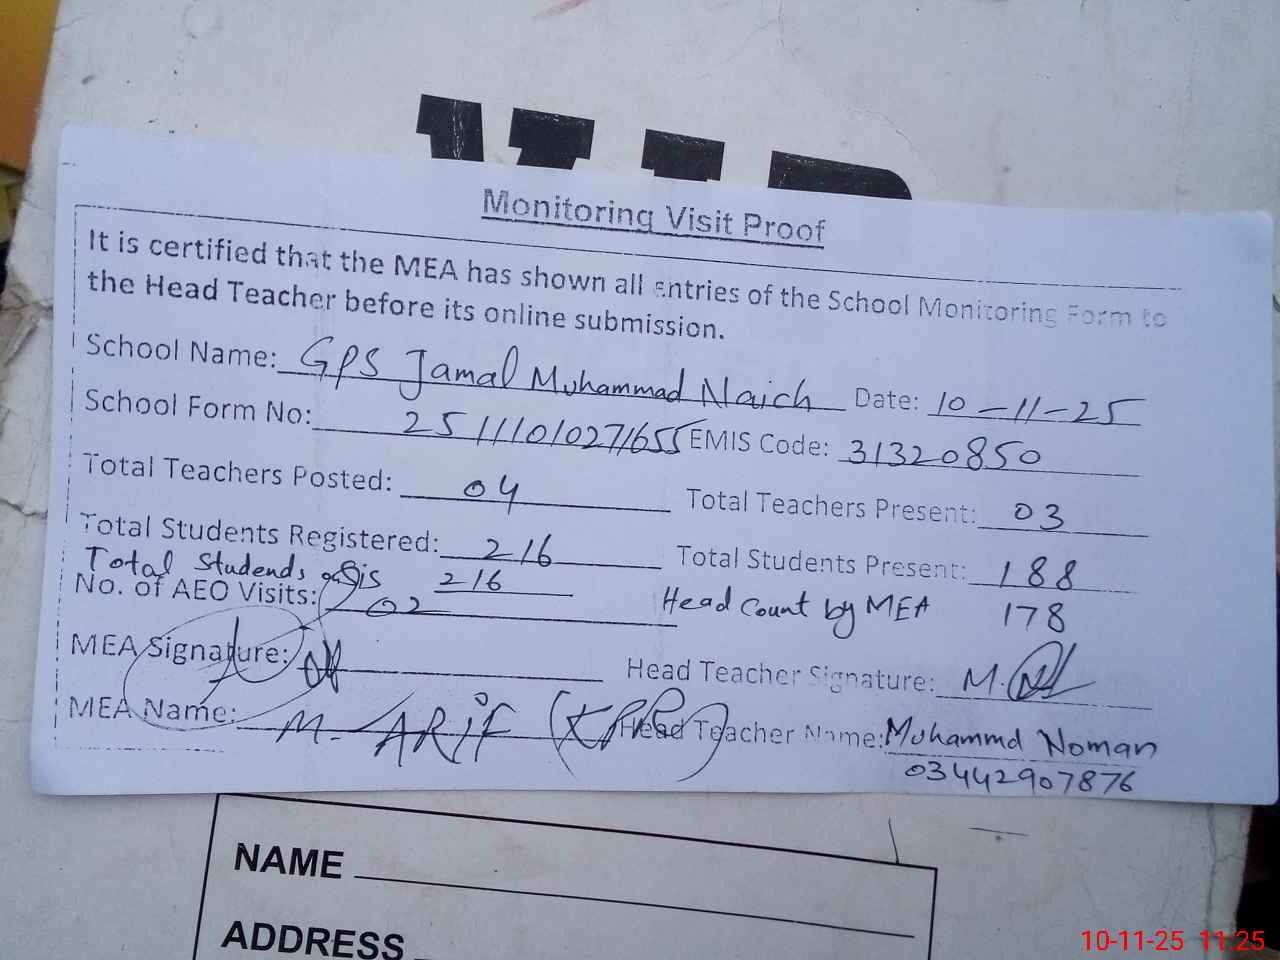 Monitoring Visit Proof
It is certified that the MEA has shown all entries of the School Monitoring Form to
the Head Teacher before its online submission.
School Name: GPS Jamal Muhammad Naich Date: 10-11-25
School Form No: 251111010271655 EMIS Code: 31320850
Total Teachers Posted: 04 Total Teachers Present: 03
Total Students Registered: 216 Total Students Present: 188
Total Studends on Sis 216
No. of AEO Visits: 02 Head Count by MEA 178
MEA Signature: Head Teacher Signature: M.
MEA Name: M. ARiF Head Teacher Name: Muhammd Noman
03442907876
NAME
ADDRESS
10-11-25 11:25